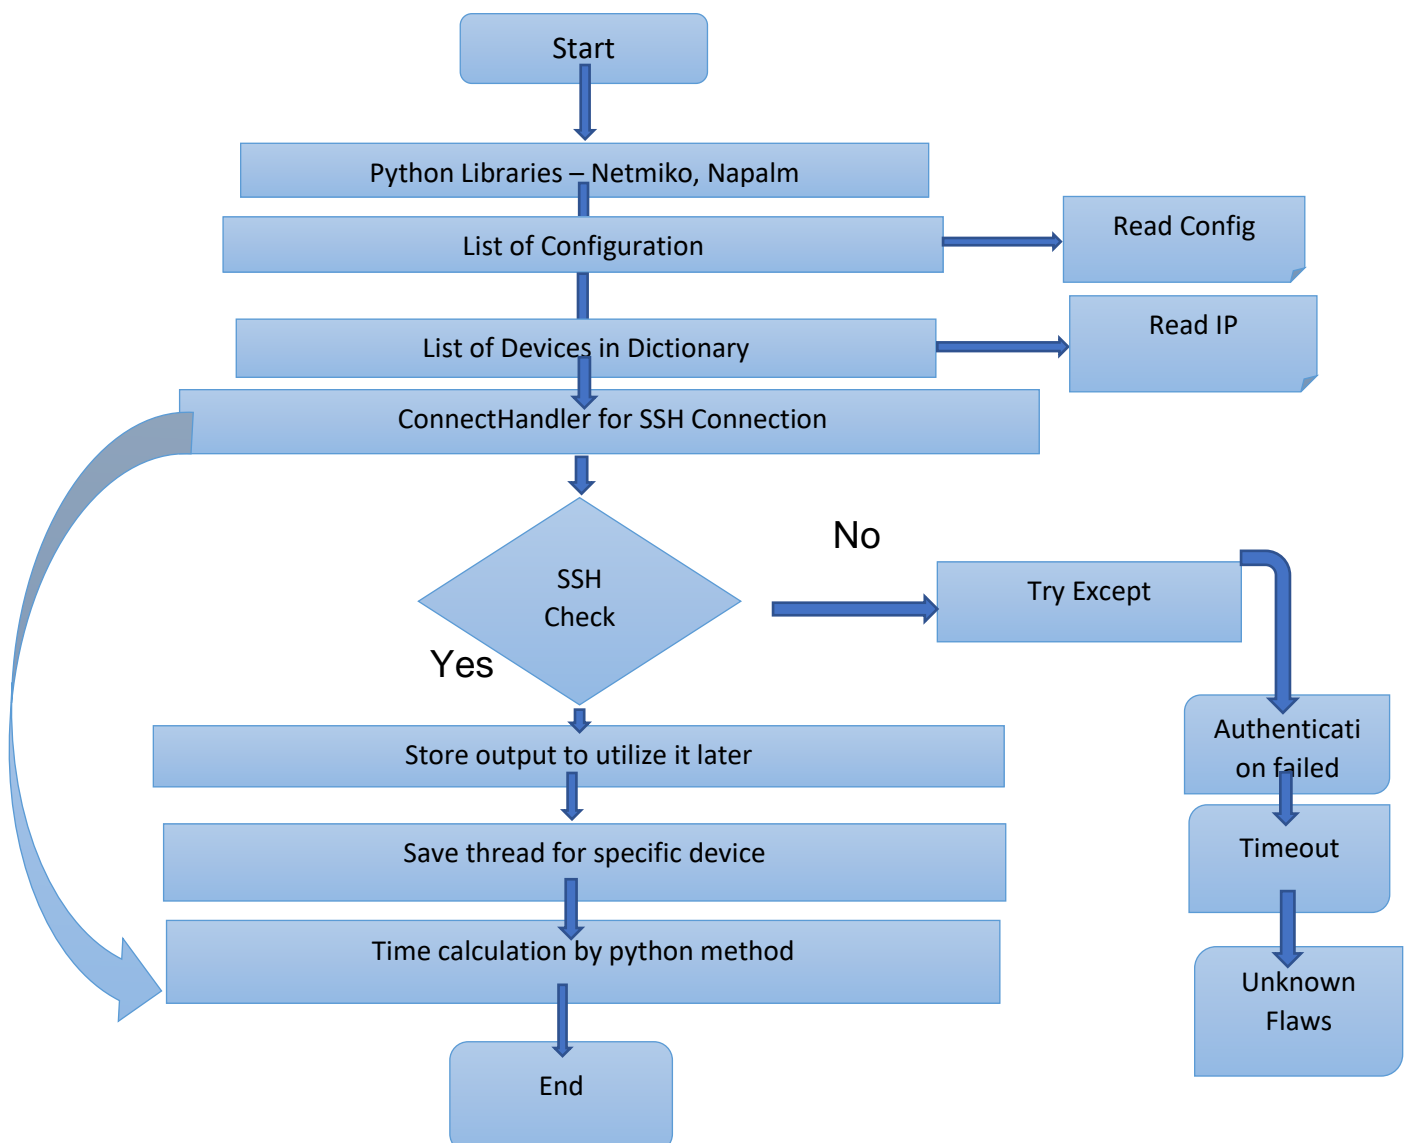 Start
Python Libraries – Netmiko, Napalm
List of Configuration
Read Config
List of Devices in Dictionary
Read IP
ConnectHandler for SSH Connection
SSH
Check
No
Try Except
Yes
Authenticati
on failed
Store output to utilize it later
Timeout
Save thread for specific device
Time calculation by python method
Unknown
Flaws
End